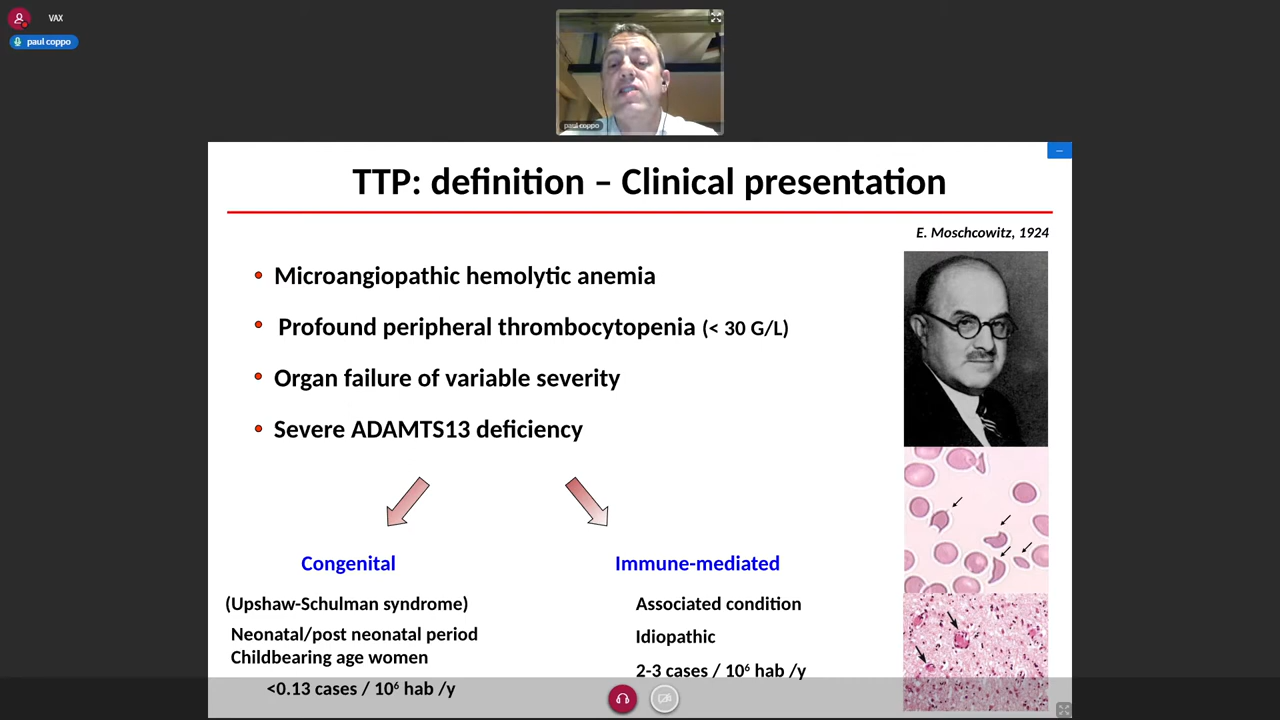 VAX
paul coppo
paul coppo
TTP: definition – Clinical presentation
E. Moschcowitz, 1924
• Microangiopathic hemolytic anemia
• Profound peripheral thrombocytopenia (< 30 G/L)
• Organ failure of variable severity
• Severe ADAMTS13 deficiency
Congenital
(Upshaw-Schulman syndrome)
Neonatal/post neonatal period
Childbearing age women
<0.13 cases / 10⁶ hab /y
Immune-mediated
Associated condition
Idiopathic
2-3 cases / 10⁶ hab /y